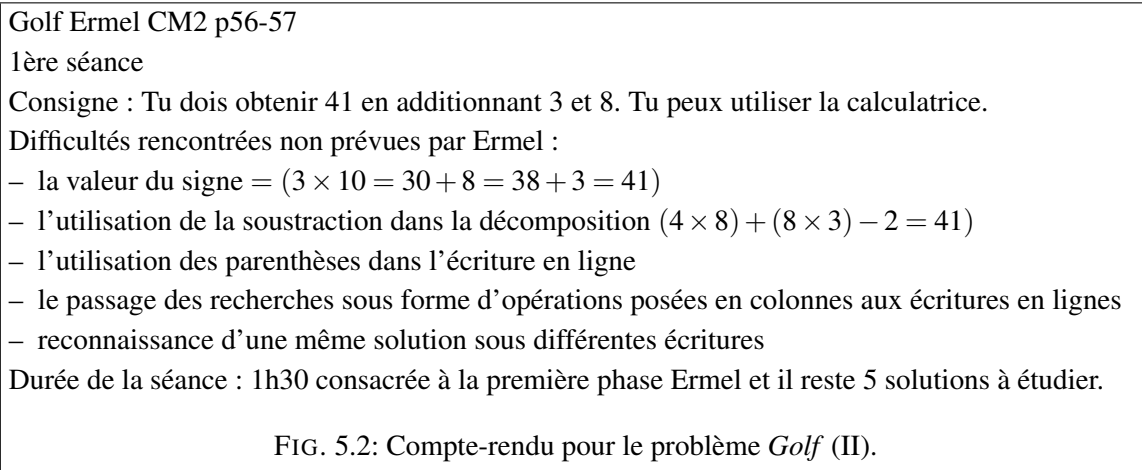 Golf Ermel CM2 p56-57
1ère séance
Consigne : Tu dois obtenir 41 en additionnant 3 et 8. Tu peux utiliser la calculatrice.
Difficultés rencontrées non prévues par Ermel :
– la valeur du signe = (3 × 10 = 30 + 8 = 38 + 3 = 41)
– l'utilisation de la soustraction dans la décomposition (4 × 8) + (8 × 3) − 2 = 41)
– l'utilisation des parenthèses dans l'écriture en ligne
– le passage des recherches sous forme d'opérations posées en colonnes aux écritures en lignes
– reconnaissance d'une même solution sous différentes écritures
Durée de la séance : 1h30 consacrée à la première phase Ermel et il reste 5 solutions à étudier.
FIG. 5.2: Compte-rendu pour le problème Golf (II).